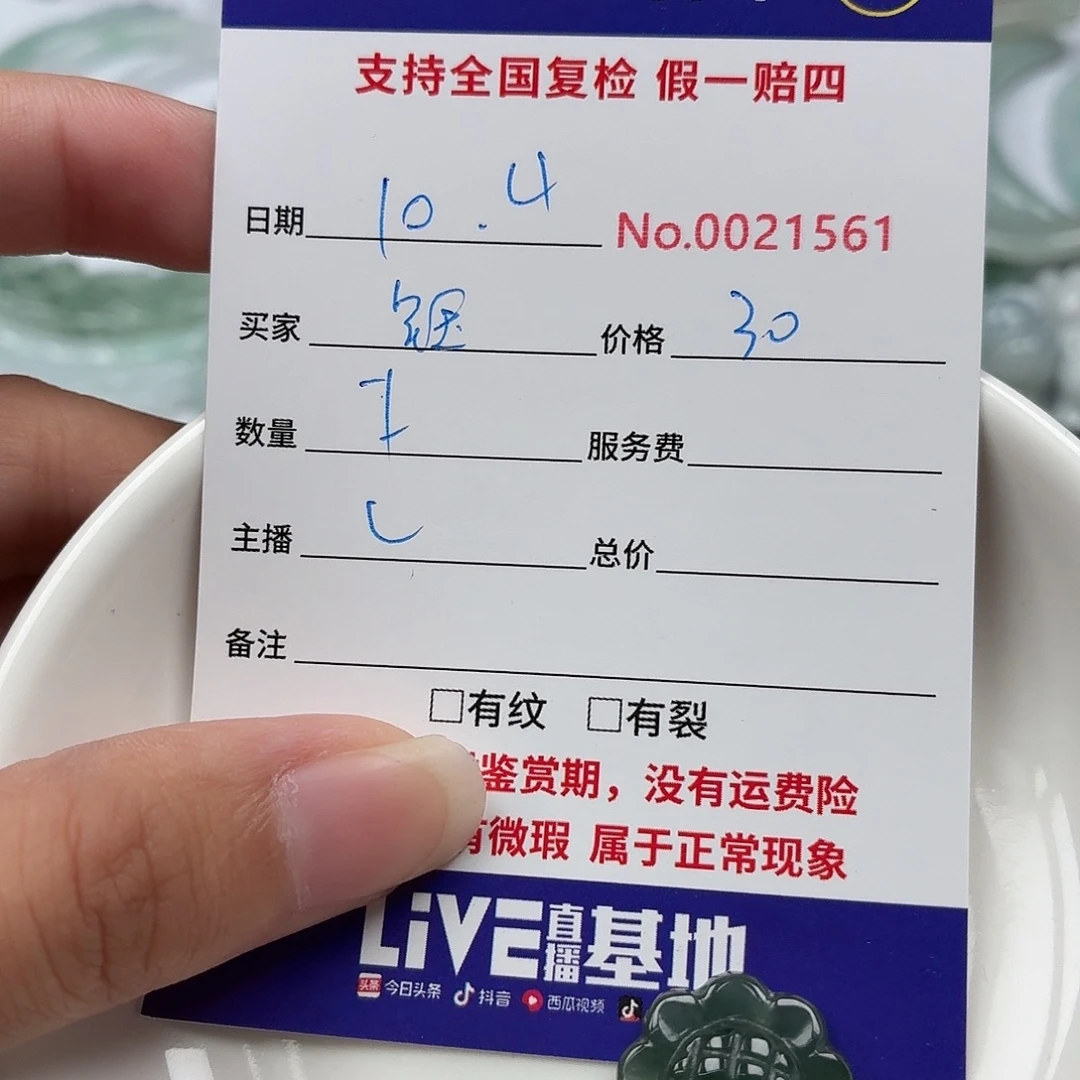 支持全国复检 假一赔四
日期 10.4 No.0021561
买家 价格 30
数量 服务费
主播 总价
备注
□有纹 □有裂
鉴赏期，没有运费险
有微瑕 属于正常现象
LiVE直播基地
头条 今日头条 抖音 西瓜视频